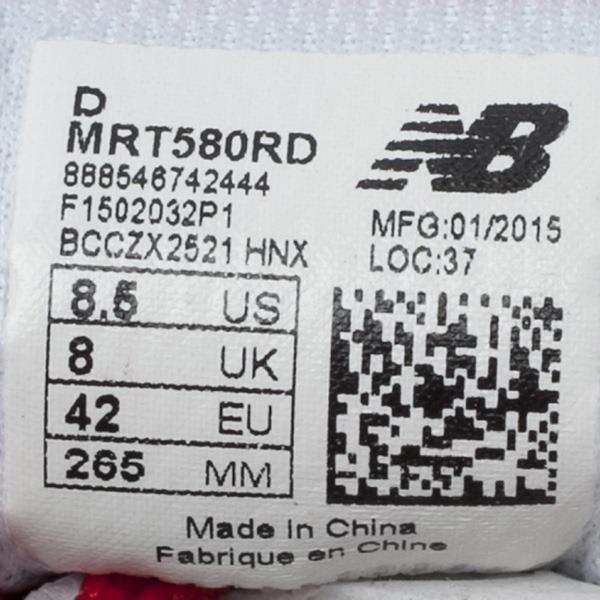 D
MRT580RD
888546742444
F1502032P1
BCCZX2521 HNX
NB
MFG:01/2015
LOC:37
8.5 US
8 UK
42 EU
265 MM
Made in China
Fabrique en Chine